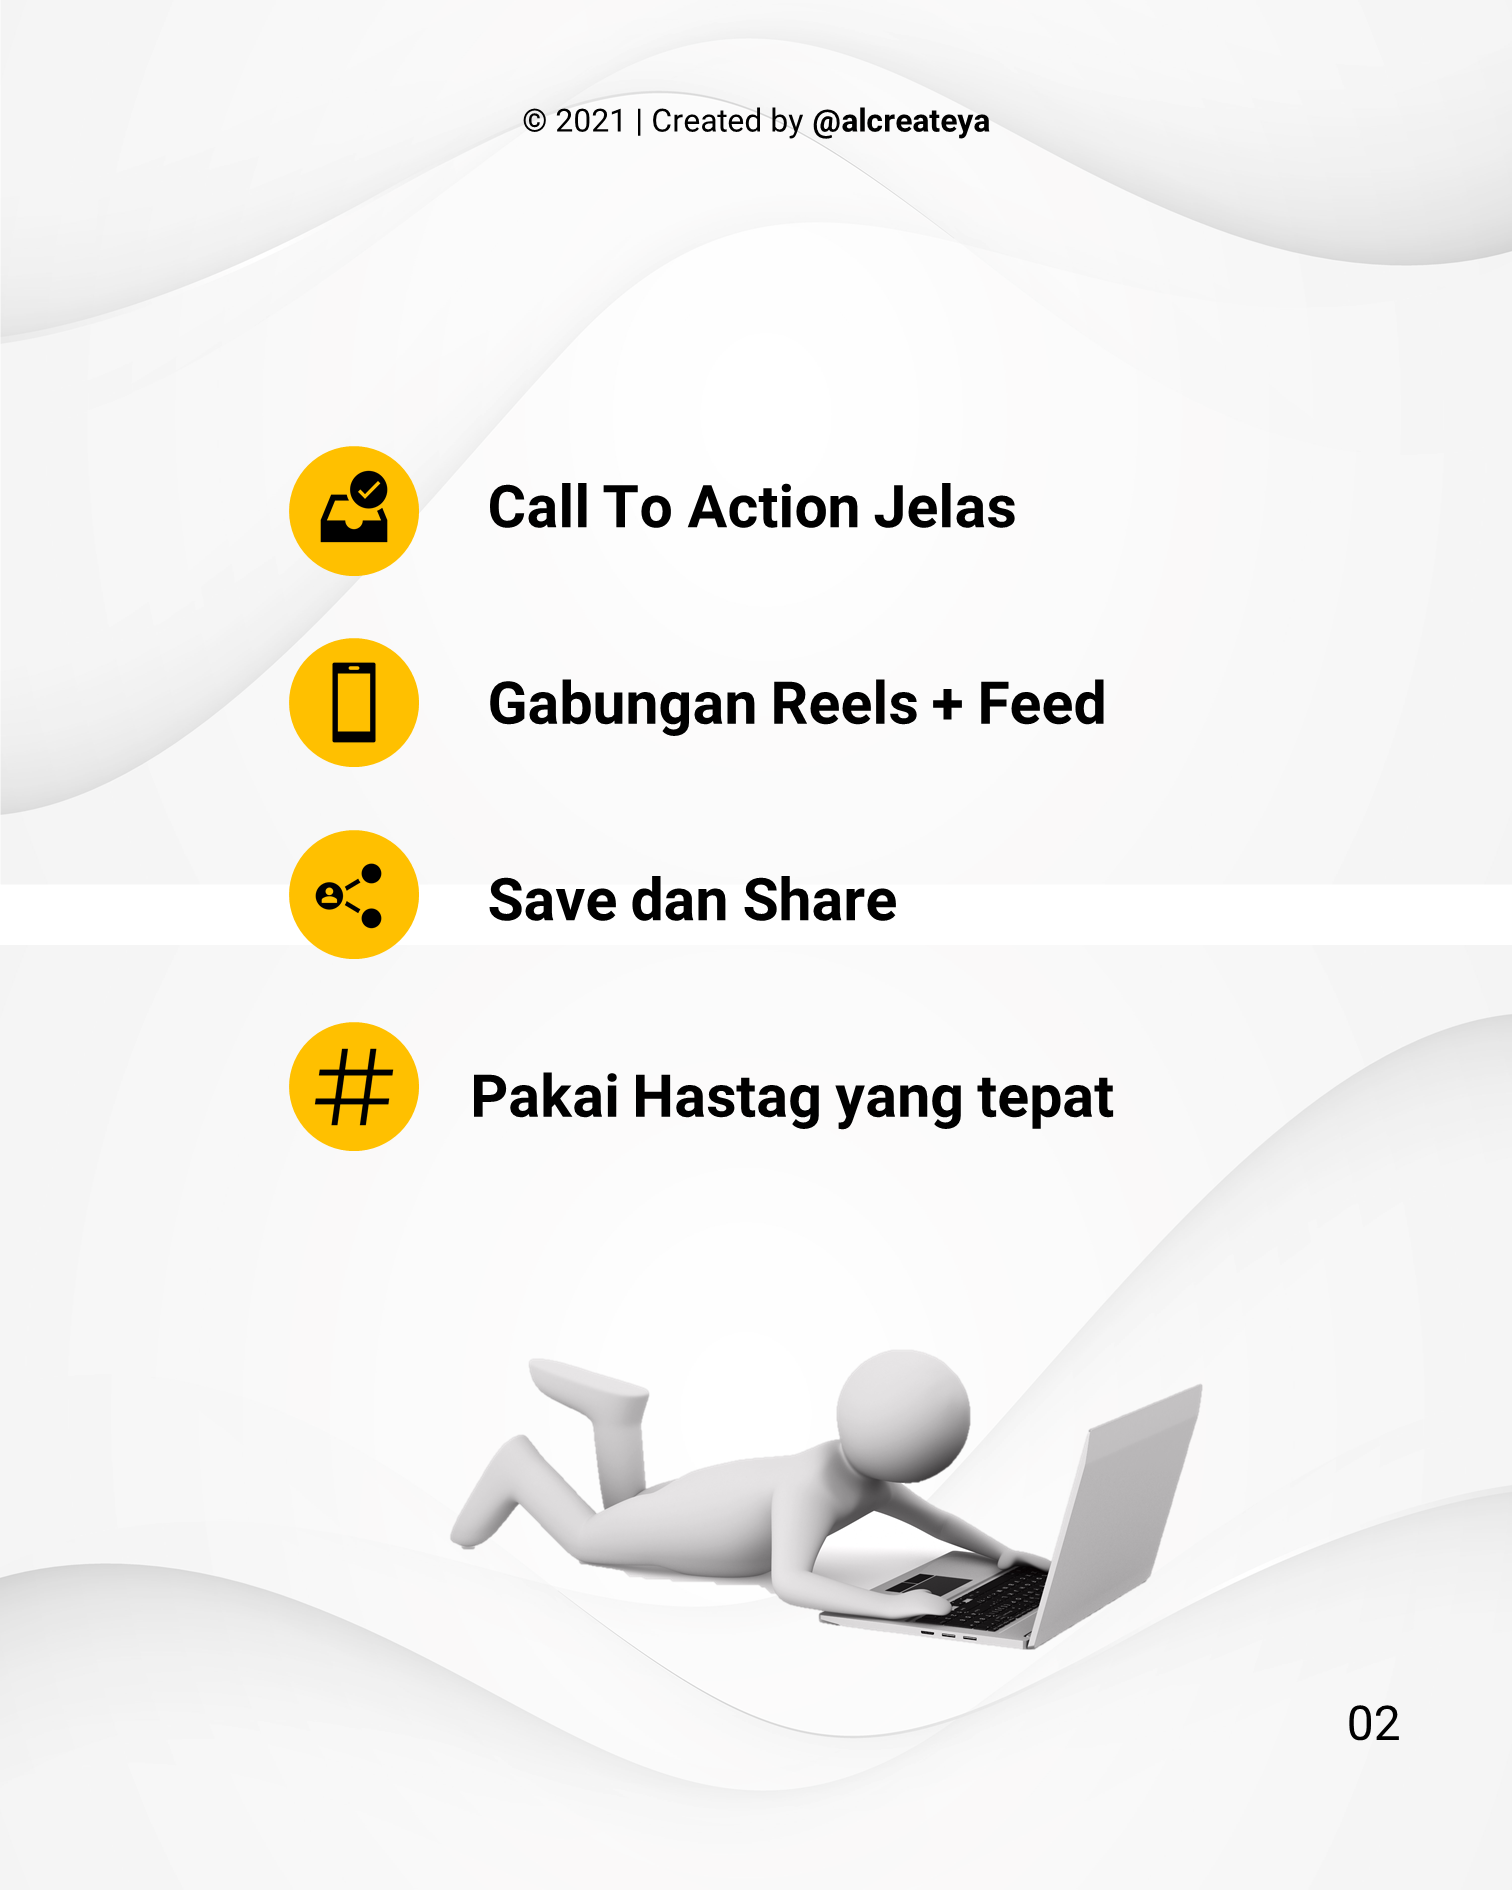 © 2021 | Created by @alcreateya
Call To Action Jelas
Gabungan Reels + Feed
Save dan Share
Pakai Hastag yang tepat
02